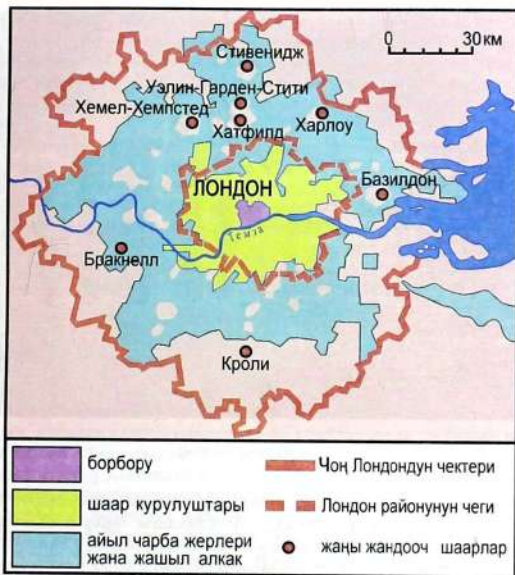 Стивенидж
0 30 км
Уэлин-Гарден-Стити
Хемел-Хемпстед
Харлоу
Хатфилд
ЛОНДОН
Базилдон
Темза
Бракнелл
Кроли
борбору
Чоң Лондондун чектери
шаар курулуштары
Лондон районунун чеги
айыл чарба жерлери
жана жашыл алкак
жаңы жандооч шаарлар